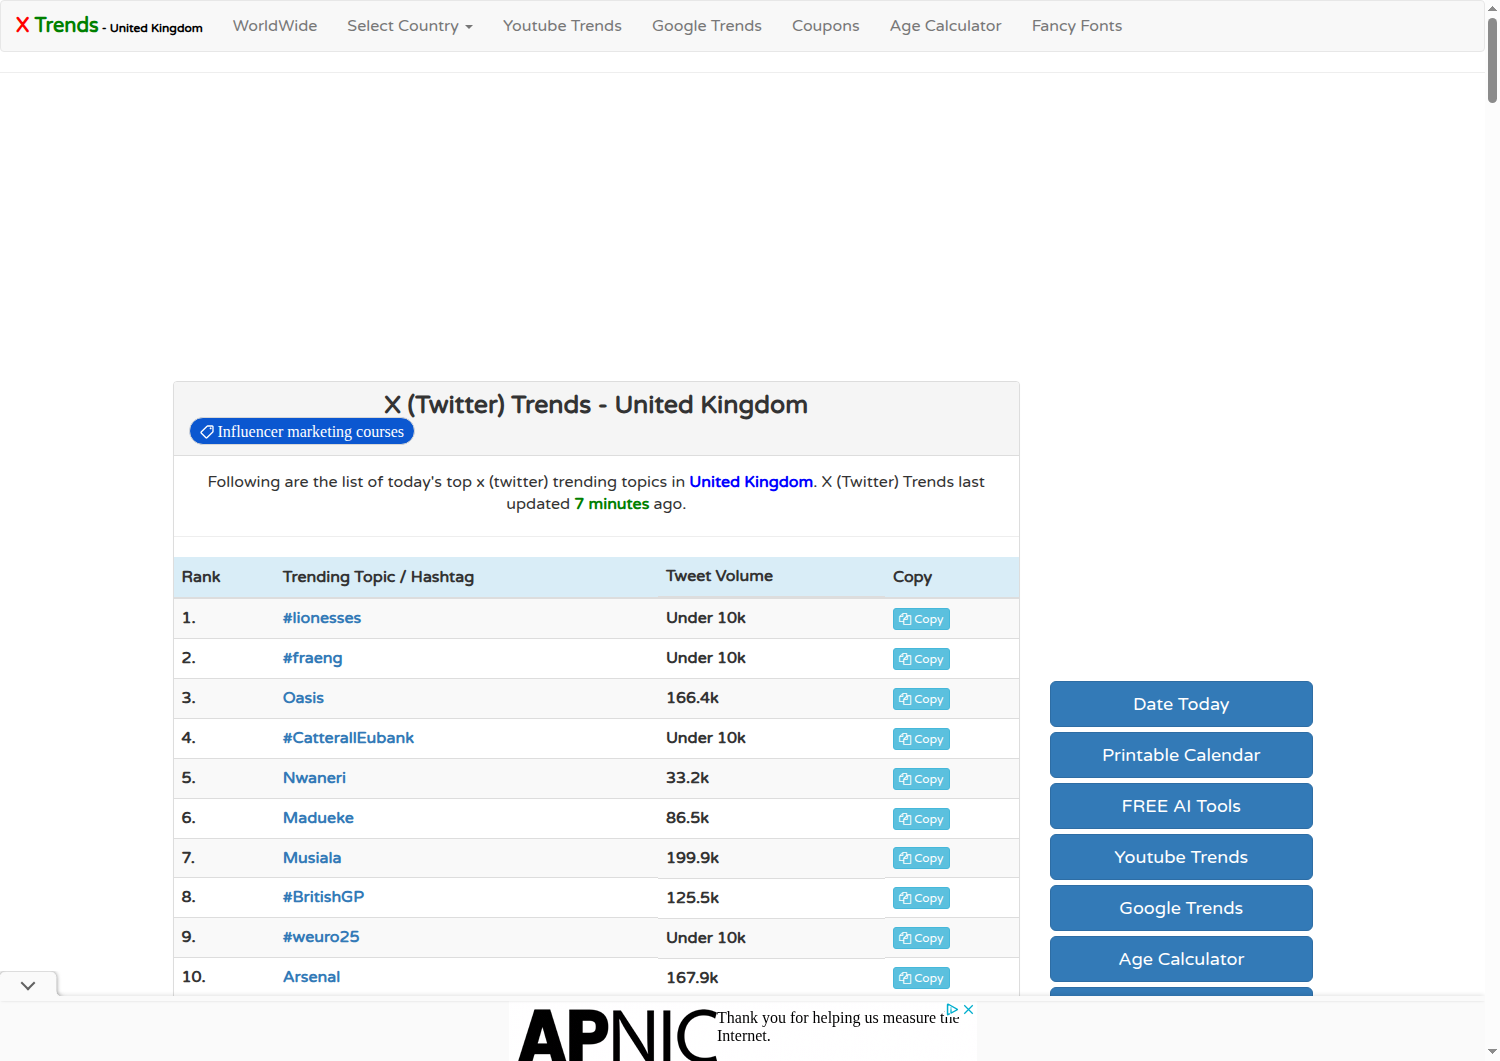 X Trends - United Kingdom WorldWide Select Country Youtube Trends Google Trends Coupons Age Calculator Fancy Fonts
X (Twitter) Trends - United Kingdom
Influencer marketing courses
Following are the list of today's top x (twitter) trending topics in United Kingdom. X (Twitter) Trends last
updated 7 minutes ago.
Rank Trending Topic / Hashtag Tweet Volume Copy
1. #lionesses Under 10k Copy
2. #fraeng Under 10k Copy
3. Oasis 166.4k Copy
4. #CatterallEubank Under 10k Copy
5. Nwaneri 33.2k Copy
6. Madueke 86.5k Copy
7. Musiala 199.9k Copy
8. #BritishGP 125.5k Copy
9. #weuro25 Under 10k Copy
10. Arsenal 167.9k Copy
Date Today
Printable Calendar
FREE AI Tools
Youtube Trends
Google Trends
Age Calculator
APNIC
Thank you for helping us measure the
Internet.